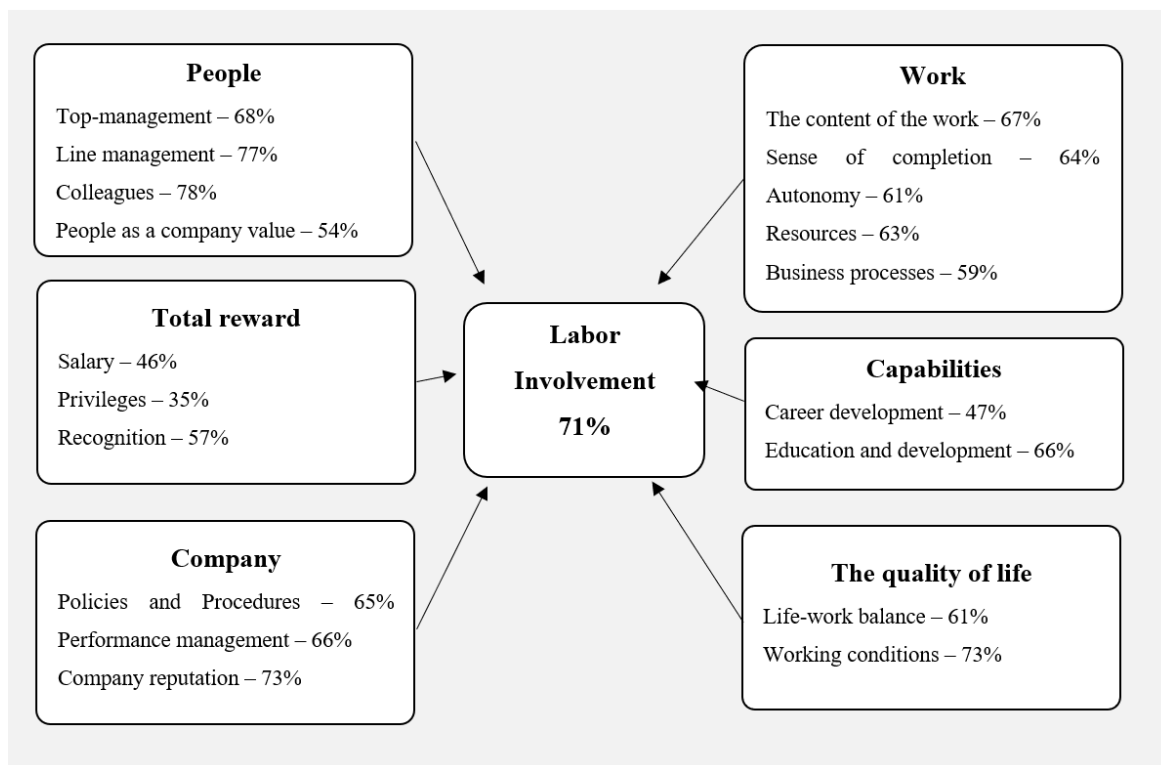 People
Top-management – 68%
Line management – 77%
Colleagues – 78%
People as a company value – 54%
Total reward
Salary – 46%
Privileges – 35%
Recognition – 57%
Company
Policies and Procedures – 65%
Performance management – 66%
Company reputation – 73%
Labor
Involvement
71%
Work
The content of the work – 67%
Sense of completion – 64%
Autonomy – 61%
Resources – 63%
Business processes – 59%
Capabilities
Career development – 47%
Education and development – 66%
The quality of life
Life-work balance – 61%
Working conditions – 73%